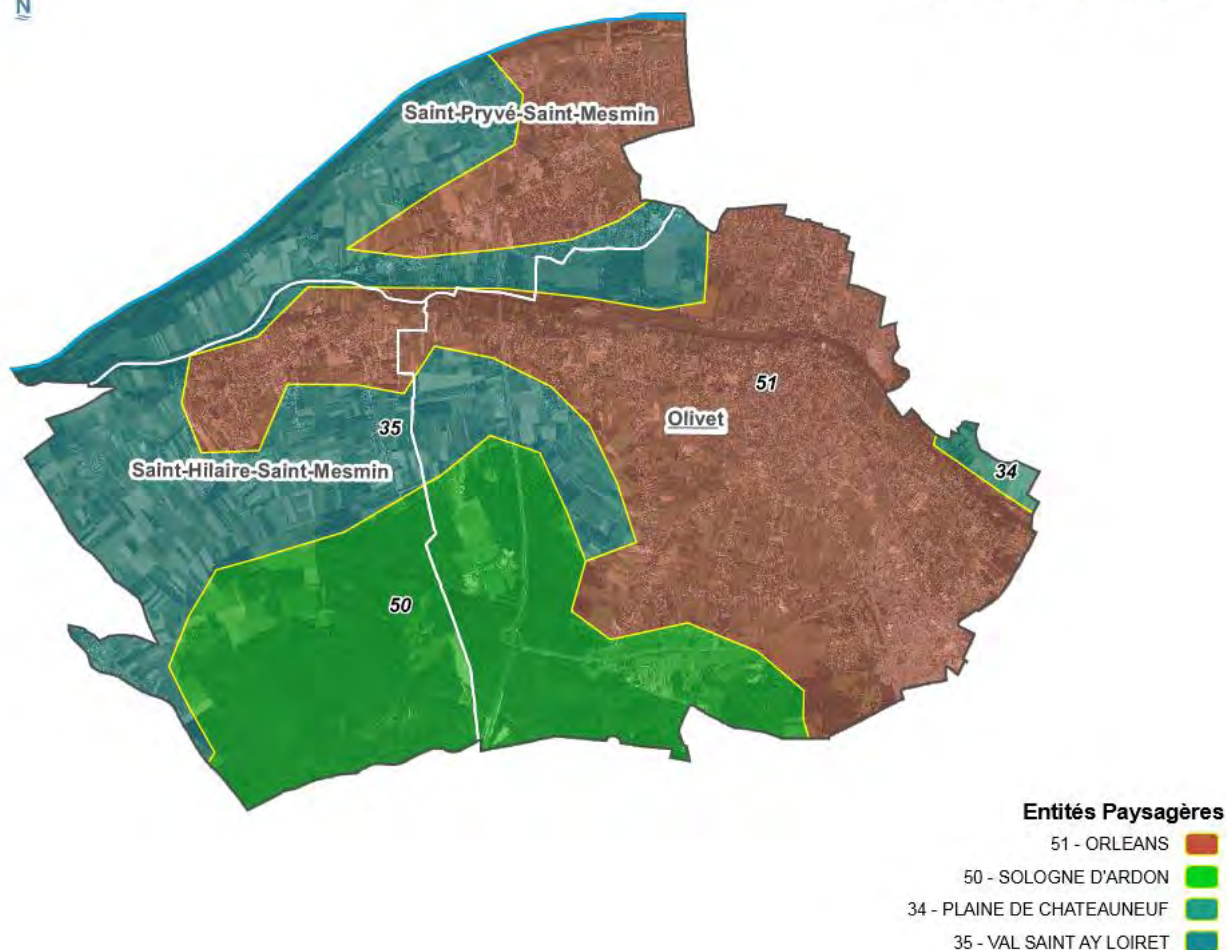 N
Saint-Pryvé-Saint-Mesmin
51
Olivet
35
34
Saint-Hilaire-Saint-Mesmin
50
Entités Paysagères
51 - ORLEANS
50 - SOLOGNE D'ARDON
34 - PLAINE DE CHATEAUNEUF
35 - VAL SAINT AY LOIRET